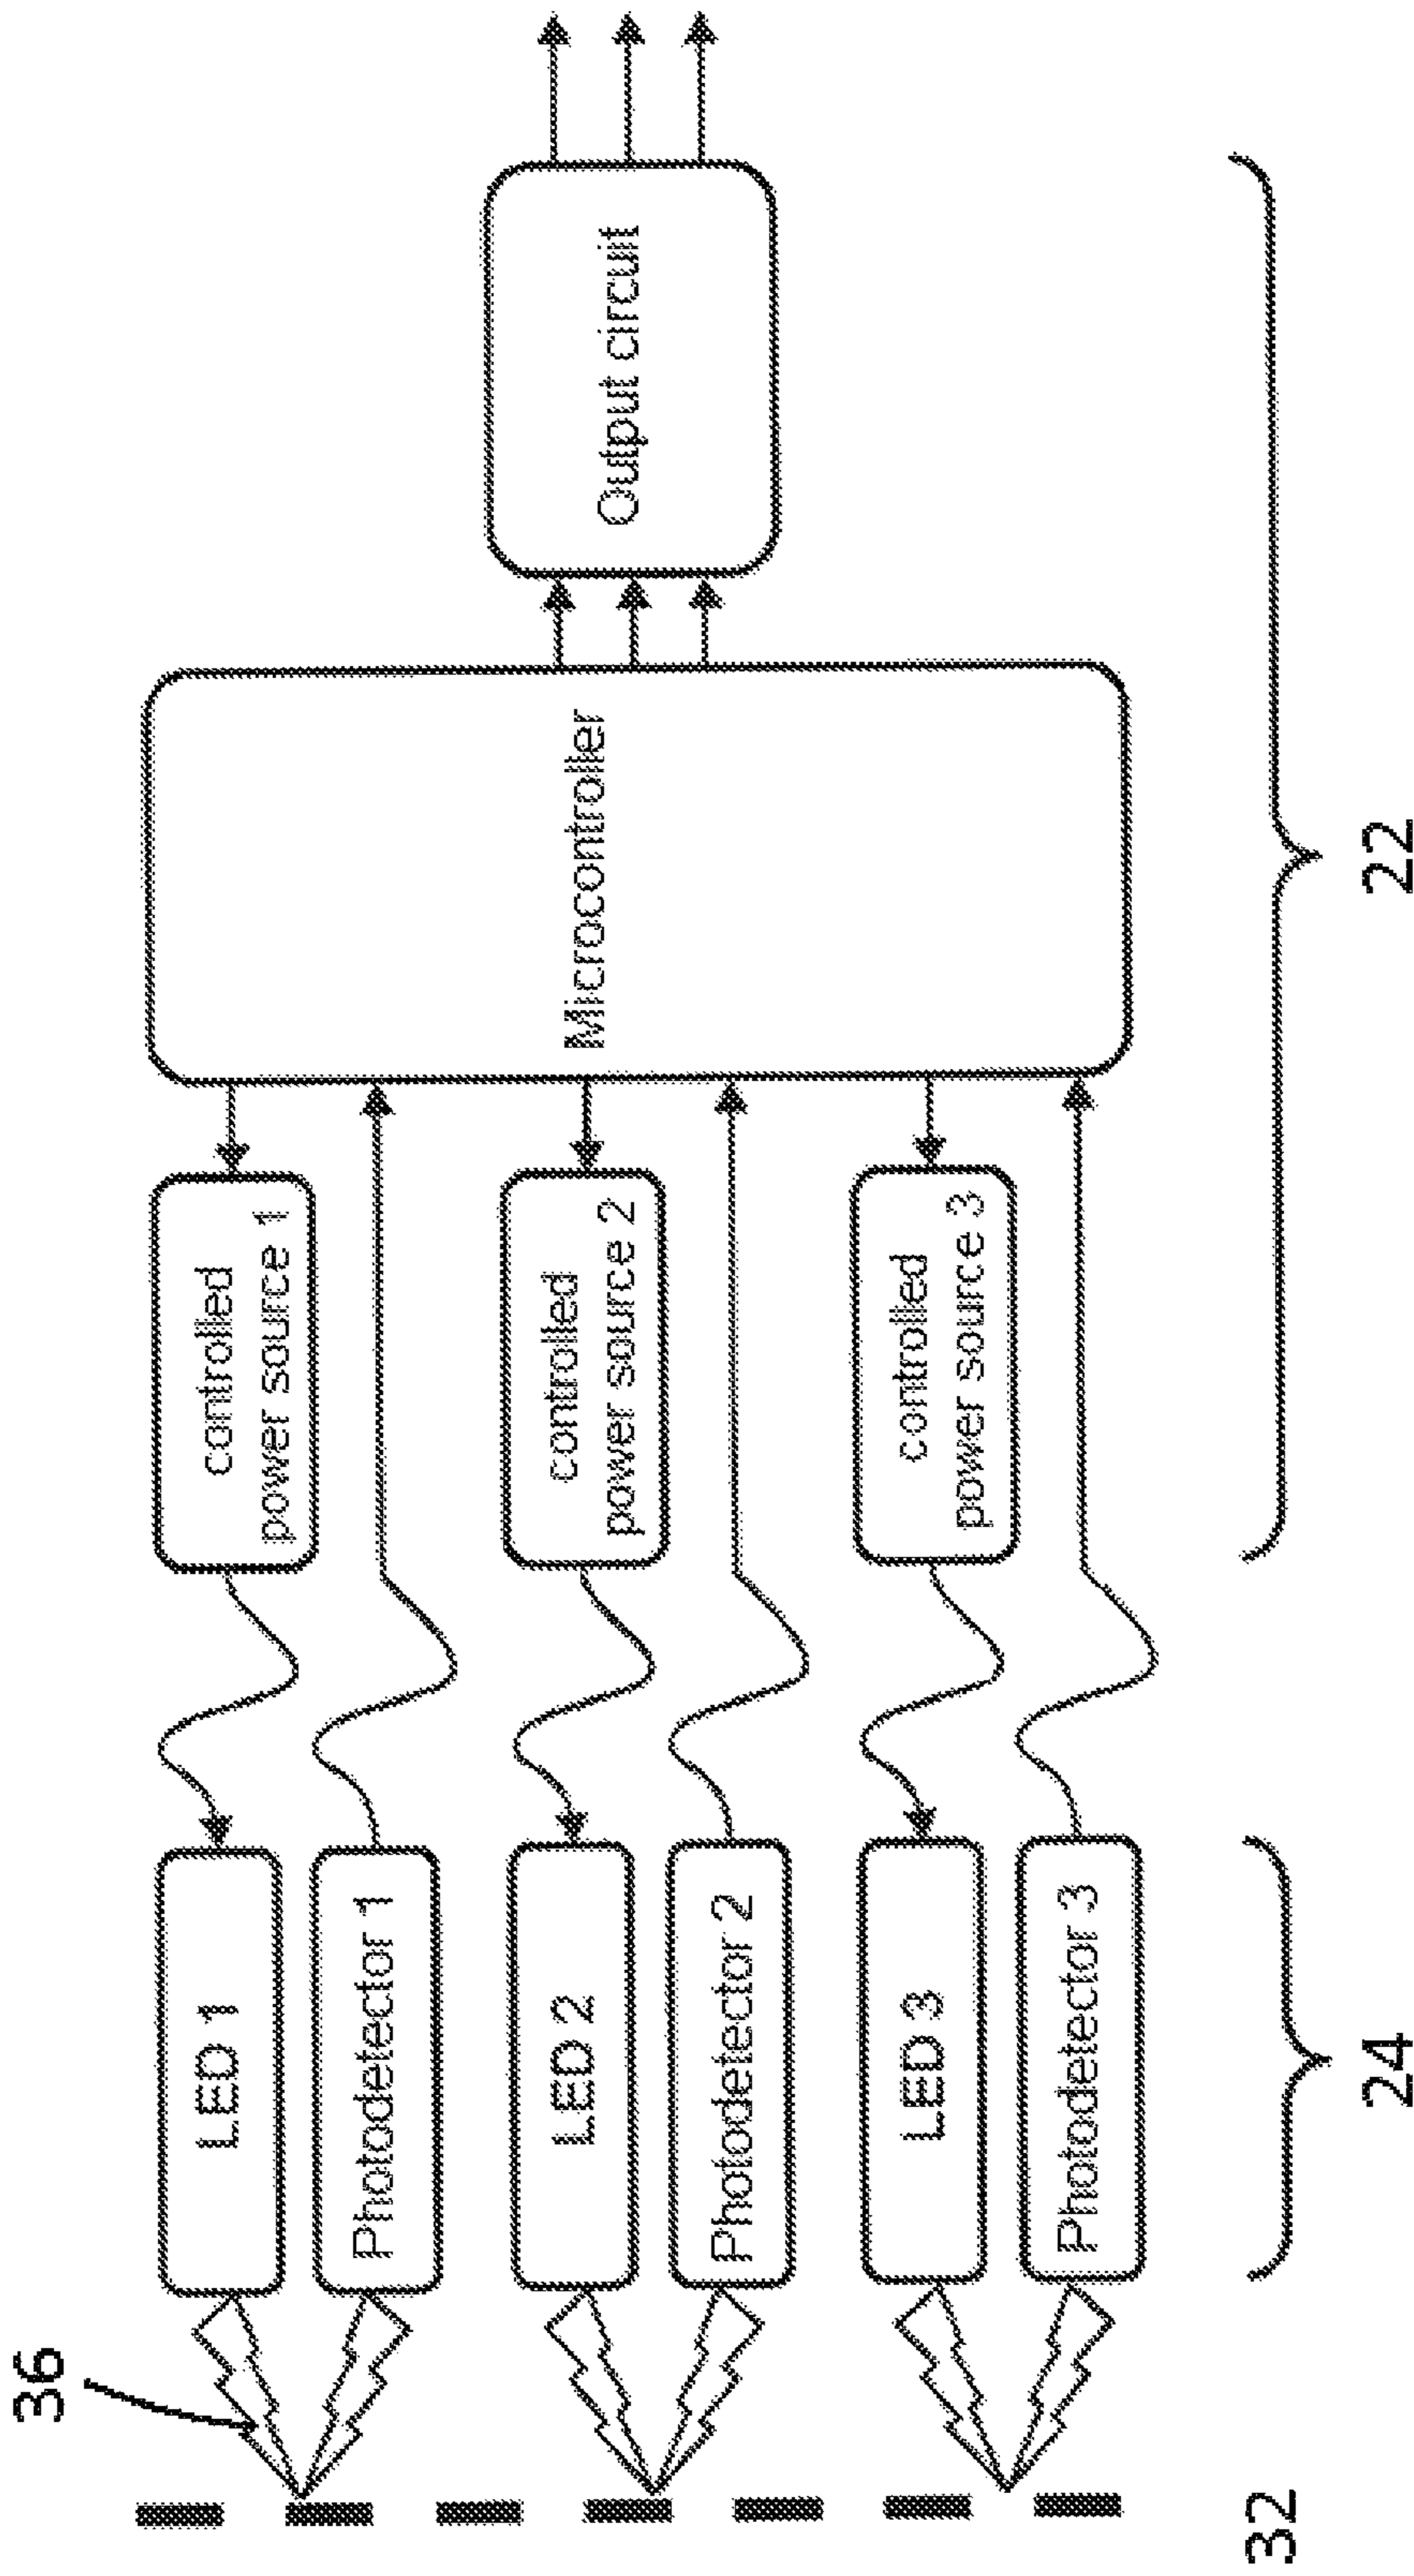 36
LED 1
Photodetector 1
LED 2
Photodetector 2
LED 3
Photodetector 3
controlled
power source 1
controlled
power source 2
controlled
power source 3
Microcontroller
Output circuit
32
24
22